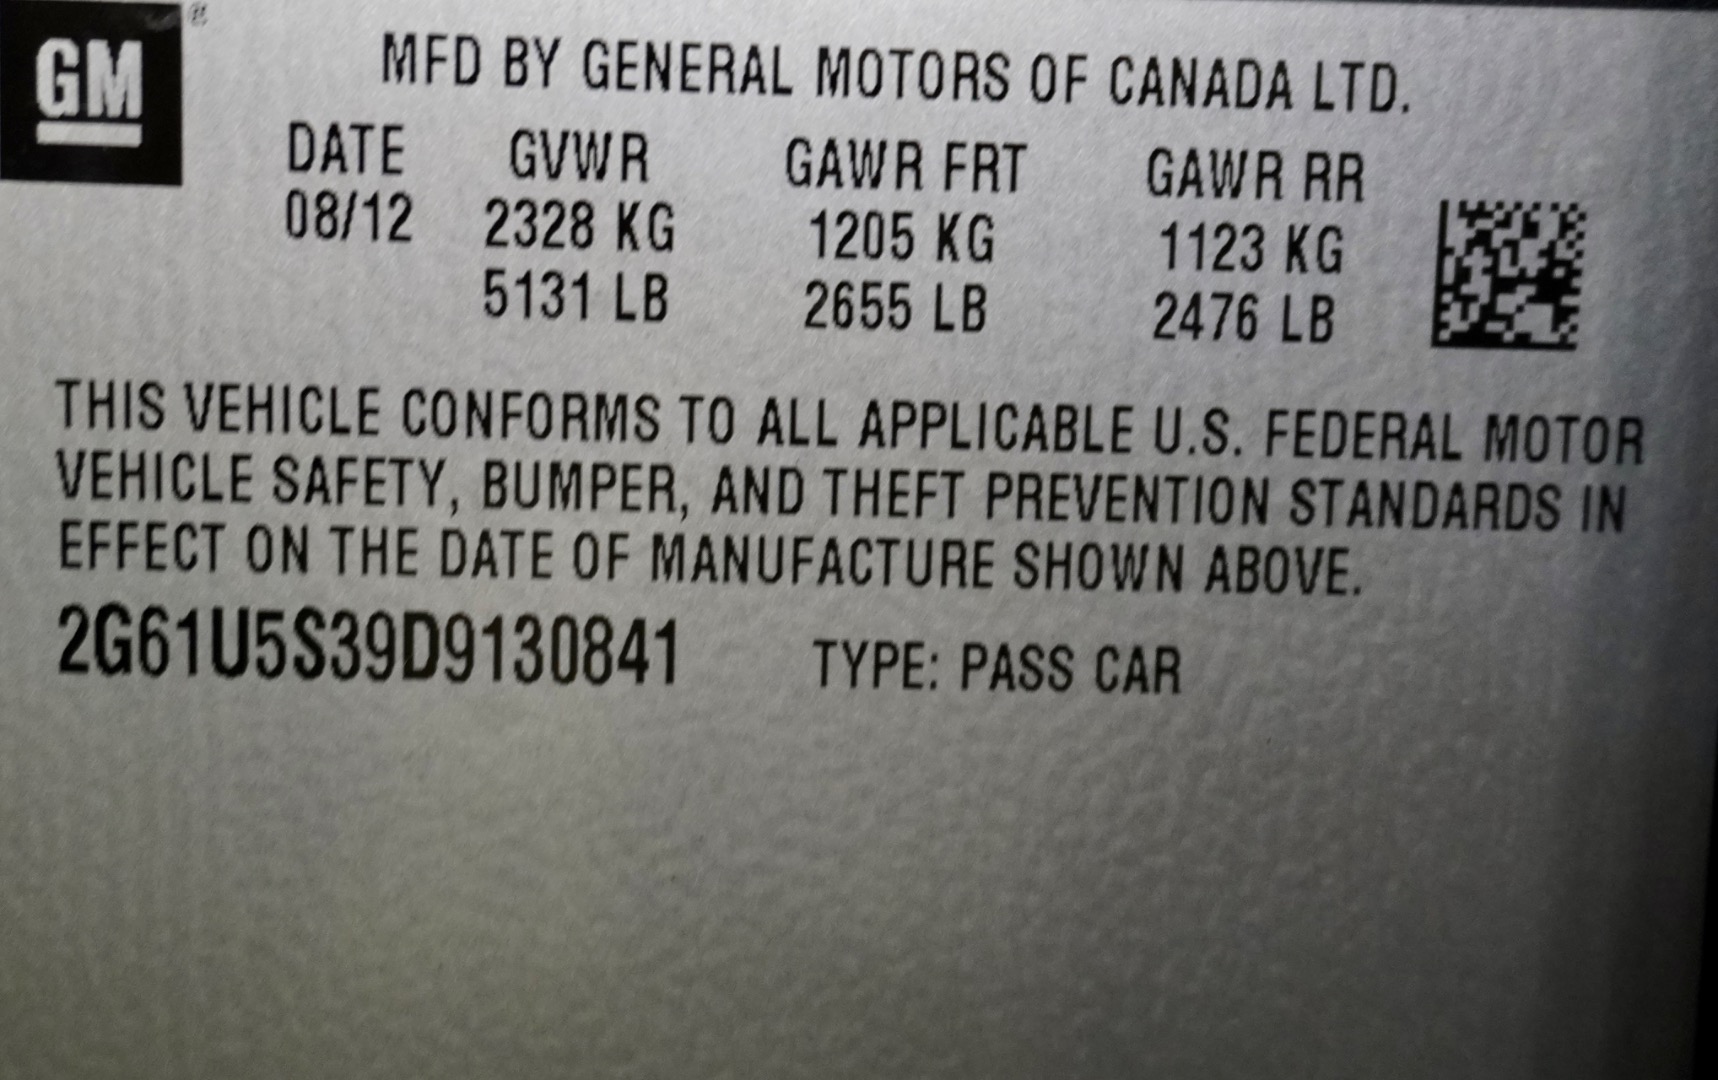 GM ®
MFD BY GENERAL MOTORS OF CANADA LTD.
DATE GVWR GAWR FRT GAWR RR
08/12 2328 KG 1205 KG 1123 KG
5131 LB 2655 LB 2476 LB
THIS VEHICLE CONFORMS TO ALL APPLICABLE U.S. FEDERAL MOTOR
VEHICLE SAFETY, BUMPER, AND THEFT PREVENTION STANDARDS IN
EFFECT ON THE DATE OF MANUFACTURE SHOWN ABOVE.
2G61U5S39D9130841 TYPE: PASS CAR